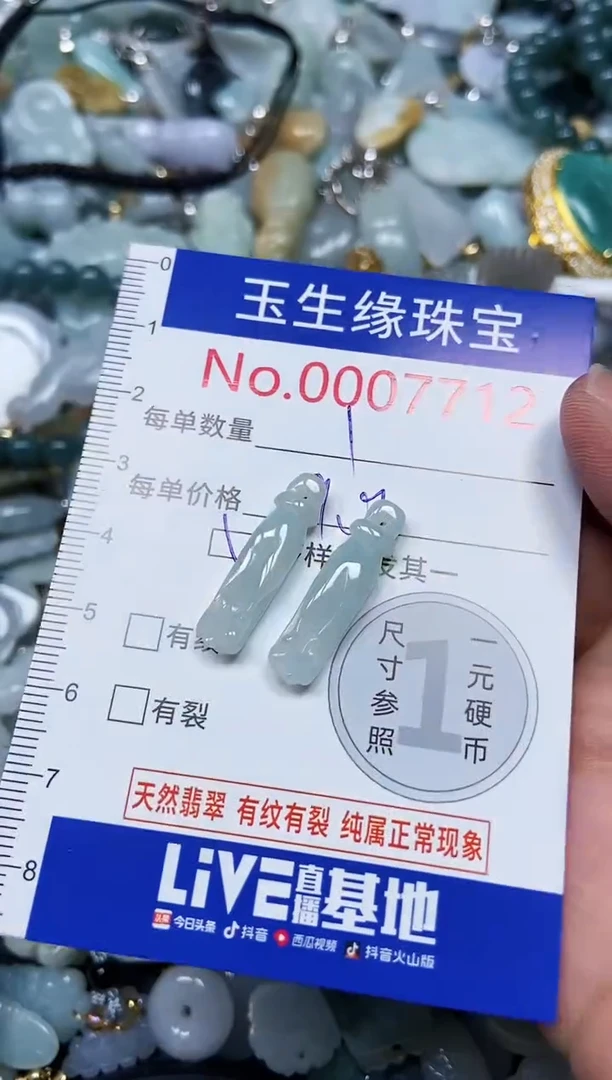 0
玉生缘珠宝
1
No.0007712
2
每单数量
3
每单价格
4
样 发其一
5
有纹
尺寸参照
1
一元硬币
6
有裂
7
天然翡翠 有纹有裂 纯属正常现象
8
LiVE直播基地
头条 今日头条 抖音 西瓜视频 抖音火山版